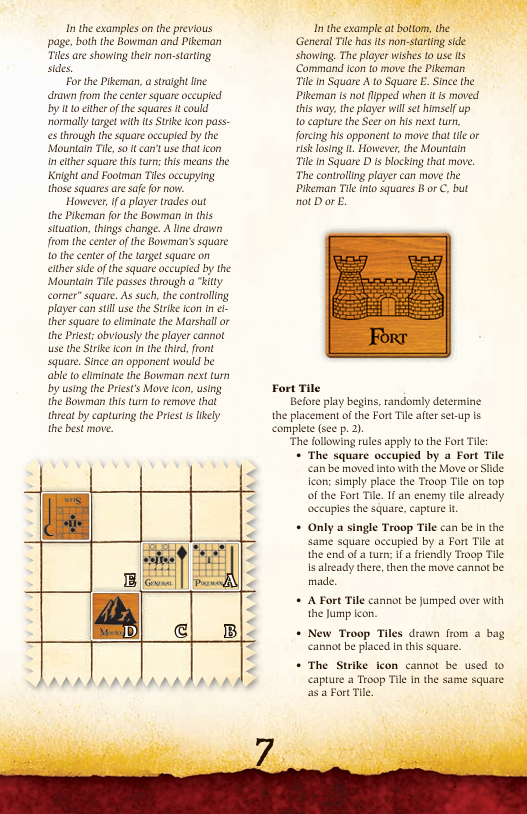 In the examples on the previous
page, both the Bowman and Pikeman
Tiles are showing their non-starting
sides.
For the Pikeman, a straight line
drawn from the center square occupied
by it to either of the squares it could
normally target with its Strike icon pass-
es through the square occupied by the
Mountain Tile, so it can't use that icon
in either square this turn; this means the
Knight and Footman Tiles occupying
those squares are safe for now.
However, if a player trades out
the Pikeman for the Bowman in this
situation, things change. A line drawn
from the center of the Bowman's square
to the center of the target square on
either side of the square occupied by the
Mountain Tile passes through a "kitty
corner" square. As such, the controlling
player can still use the Strike icon in ei-
ther square to eliminate the Marshall or
the Priest; obviously the player cannot
use the Strike icon in the third, front
square. Since an opponent would be
able to eliminate the Bowman next turn
by using the Priest's Move icon, using
the Bowman this turn to remove that
threat by capturing the Priest is likely
the best move.
Seer
E
General
Pikeman
A
Mount
D
C
B
In the example at bottom, the
General Tile has its non-starting side
showing. The player wishes to use its
Command icon to move the Pikeman
Tile in Square A to Square E. Since the
Pikeman is not flipped when it is moved
this way, the player will set himself up
to capture the Seer on his next turn,
forcing his opponent to move that tile or
risk losing it. However, the Mountain
Tile in Square D is blocking that move.
The controlling player can move the
Pikeman Tile into squares B or C, but
not D or E.
Fort
Fort Tile
Before play begins, randomly determine
the placement of the Fort Tile after set-up is
complete (see p. 2).
The following rules apply to the Fort Tile:
• The square occupied by a Fort Tile
can be moved into with the Move or Slide
icon; simply place the Troop Tile on top
of the Fort Tile. If an enemy tile already
occupies the square, capture it.
• Only a single Troop Tile can be in the
same square occupied by a Fort Tile at
the end of a turn; if a friendly Troop Tile
is already there, then the move cannot be
made.
• A Fort Tile cannot be jumped over with
the Jump icon.
• New Troop Tiles drawn from a bag
cannot be placed in this square.
• The Strike icon cannot be used to
capture a Troop Tile in the same square
as a Fort Tile.
7